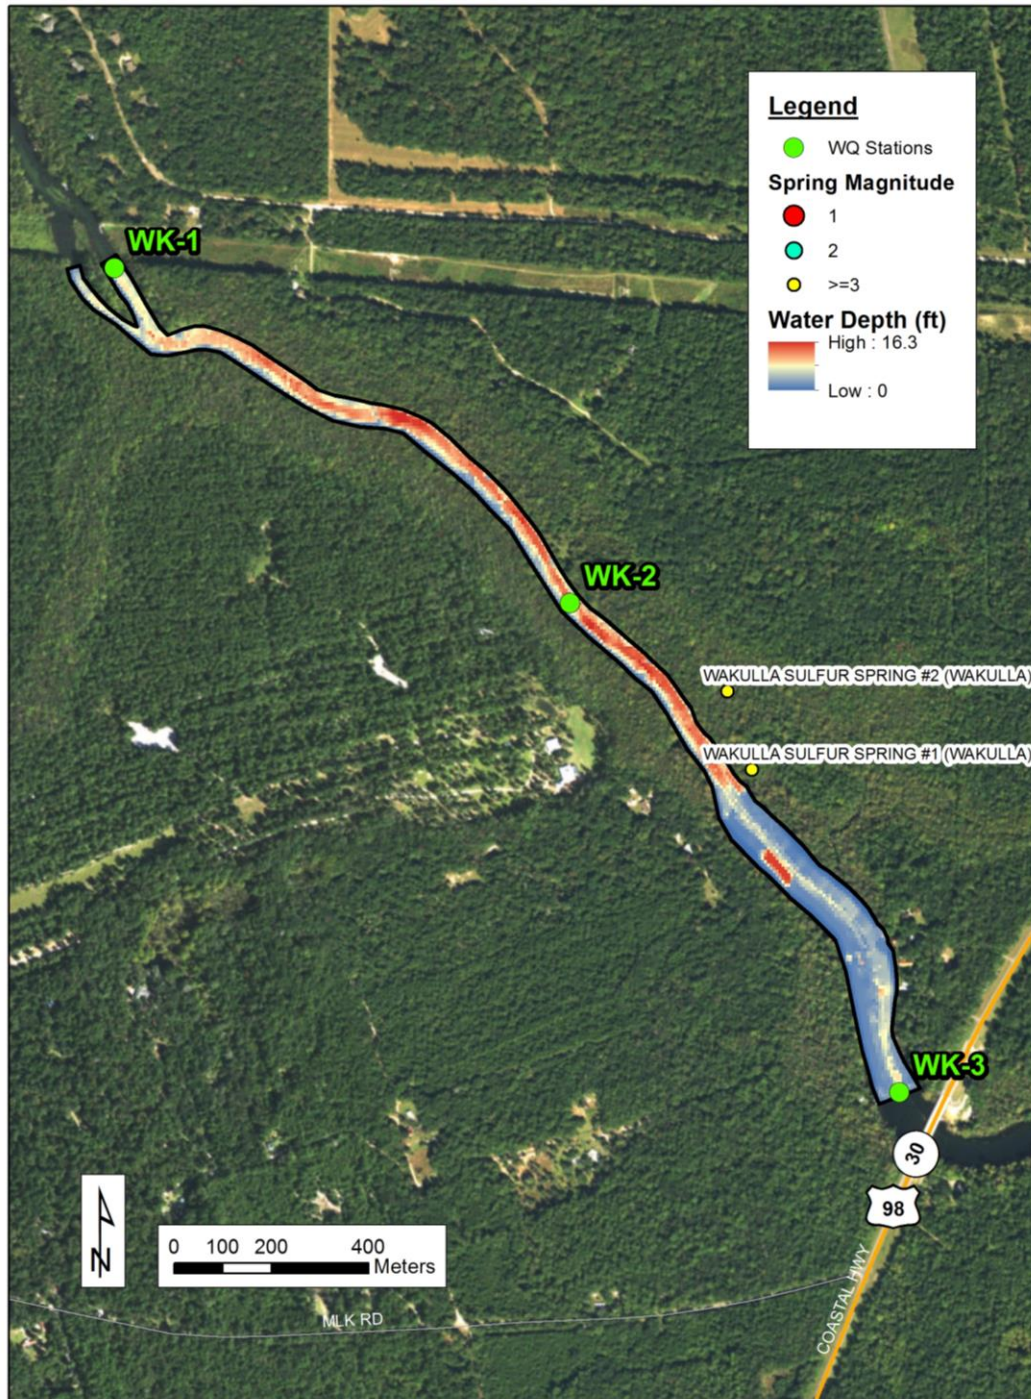 Legend
WQ Stations
Spring Magnitude
1
2
>=3
Water Depth (ft)
High : 16.3
Low : 0
WK-1
WK-2
WAKULLA SULFUR SPRING #2 (WAKULLA)
WAKULLA SULFUR SPRING #1 (WAKULLA)
WK-3
30
98
COASTAL HWY
MLK RD
N
0 100 200 400
Meters